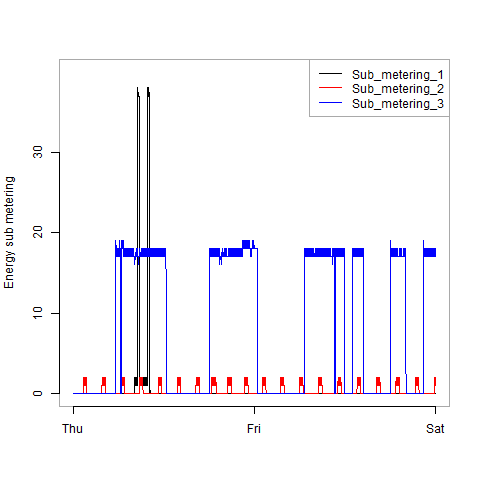 Sub_metering_1
Sub_metering_2
Sub_metering_3
Energy sub metering
30
20
10
0
Thu Fri Sat